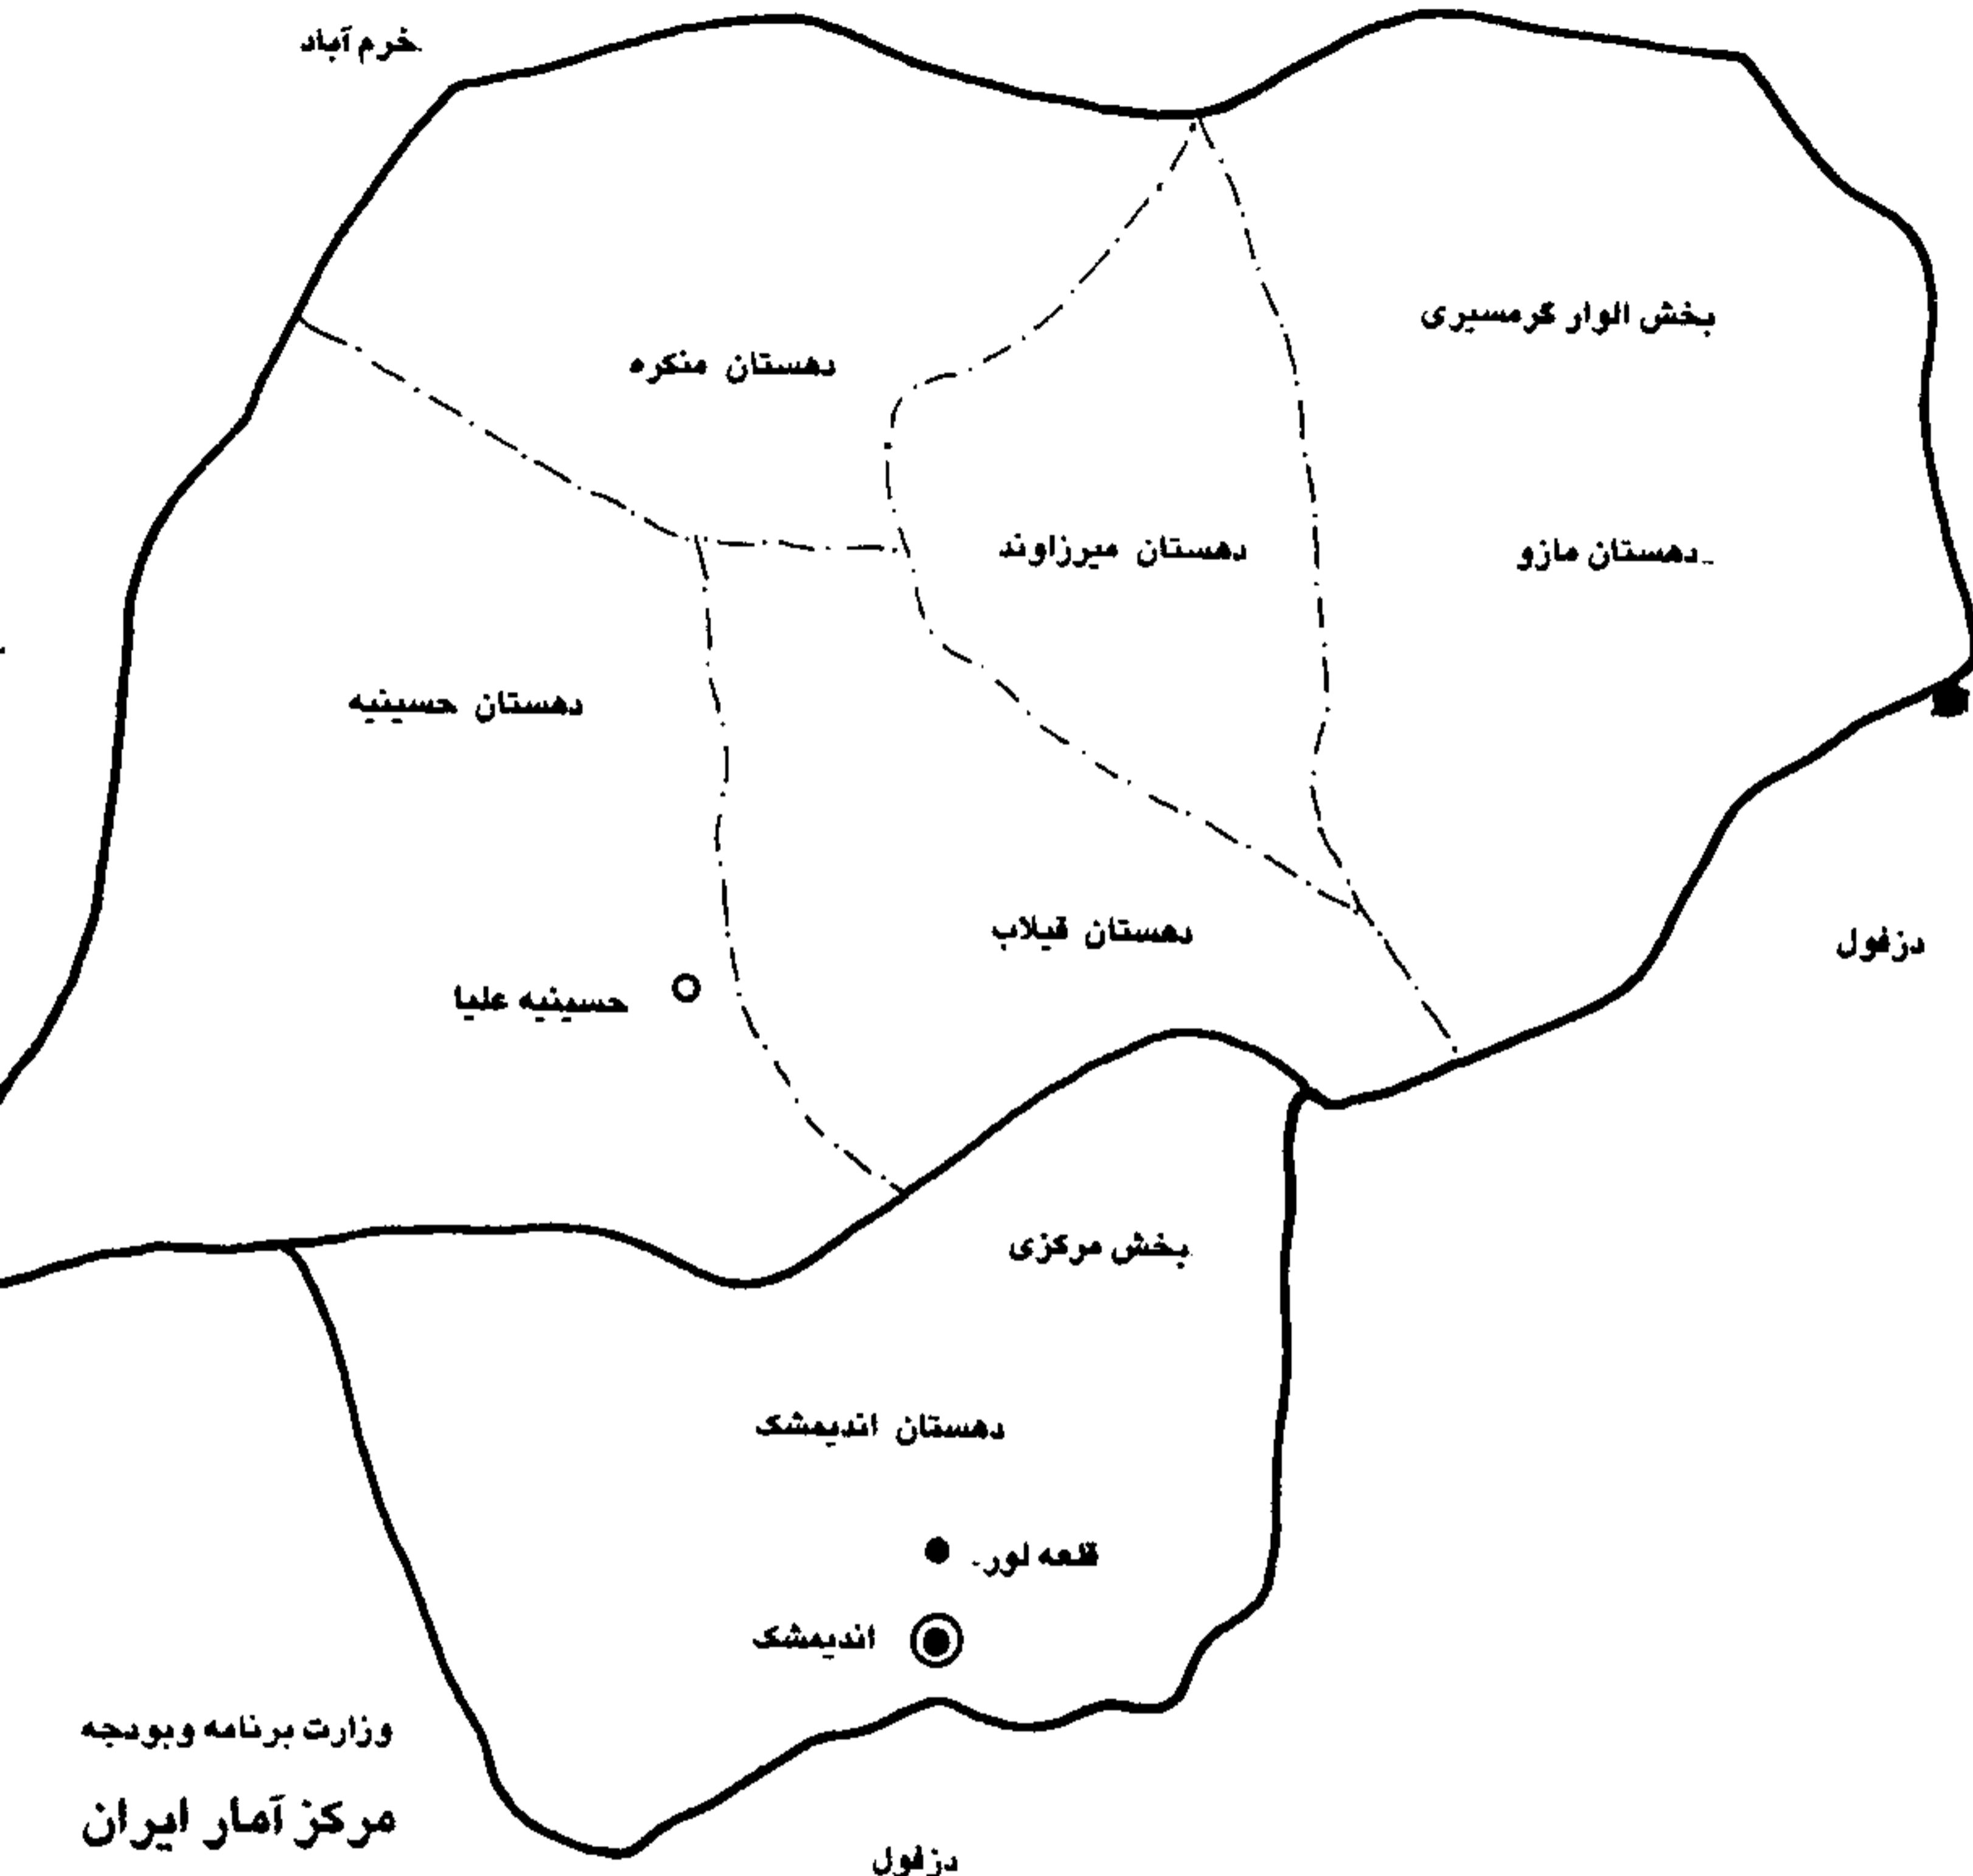 خرم آباد
بخش الوار گرمسیری
دهستان منکره
دهستان مازو
دهستان میرزاوند
دهستان حسینیه
دهستان قیلاب
دزفول
حسینیه علیا
بخش مرکزی
دهستان اندیمشک
قلعه لور
اندیمشک
وزارت برنامه و بودجه
مرکز آمار ایران
دزفول